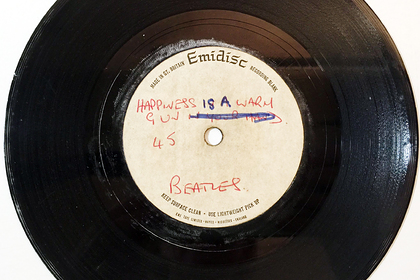 MADE IN GT. BRITAIN
Emidisc
RECORDING BLANK
HAPPINESS IS A WARM
GUN
45
BEATLES.
KEEP SURFACE CLEAN • USE LIGHTWEIGHT PICK UP
ENGLAND